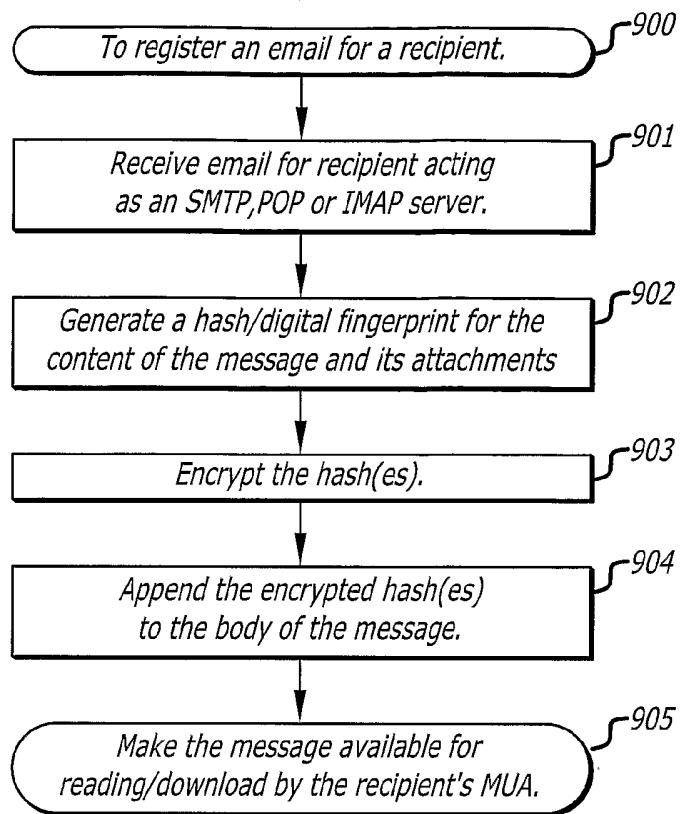 900
To register an email for a recipient.
901
Receive email for recipient acting
as an SMTP,POP or IMAP server.
902
Generate a hash/digital fingerprint for the
content of the message and its attachments
903
Encrypt the hash(es).
904
Append the encrypted hash(es)
to the body of the message.
905
Make the message available for
reading/download by the recipient's MUA.